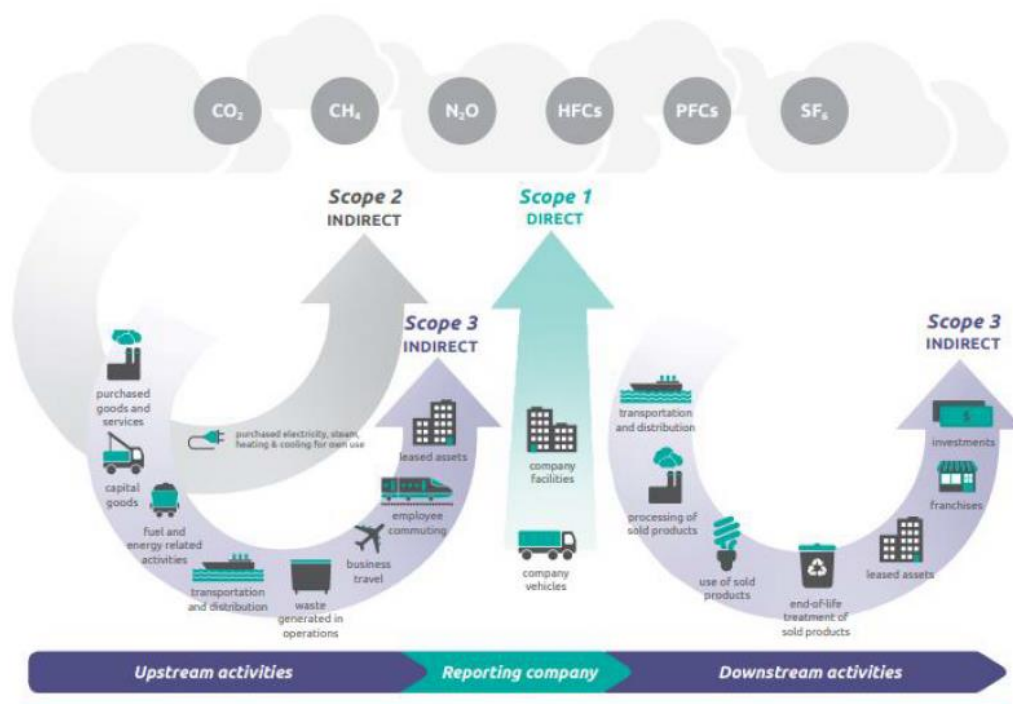 CO₂
CH₄
N₂O
HFCs
PFCs
SF₆
Scope 2
INDIRECT
Scope 1
DIRECT
Scope 3
INDIRECT
Scope 3
INDIRECT
purchased
goods and
services
capital
goods
fuel and
energy related
activities
purchased electricity, steam,
heating & cooling for own use
transportation
and distribution
waste
generated in
operations
business
travel
employee
commuting
leased assets
company
facilities
company
vehicles
transportation
and distribution
processing of
sold products
use of sold
products
end-of-life
treatment of
sold products
leased assets
franchises
investments
$
Upstream activities
Reporting company
Downstream activities